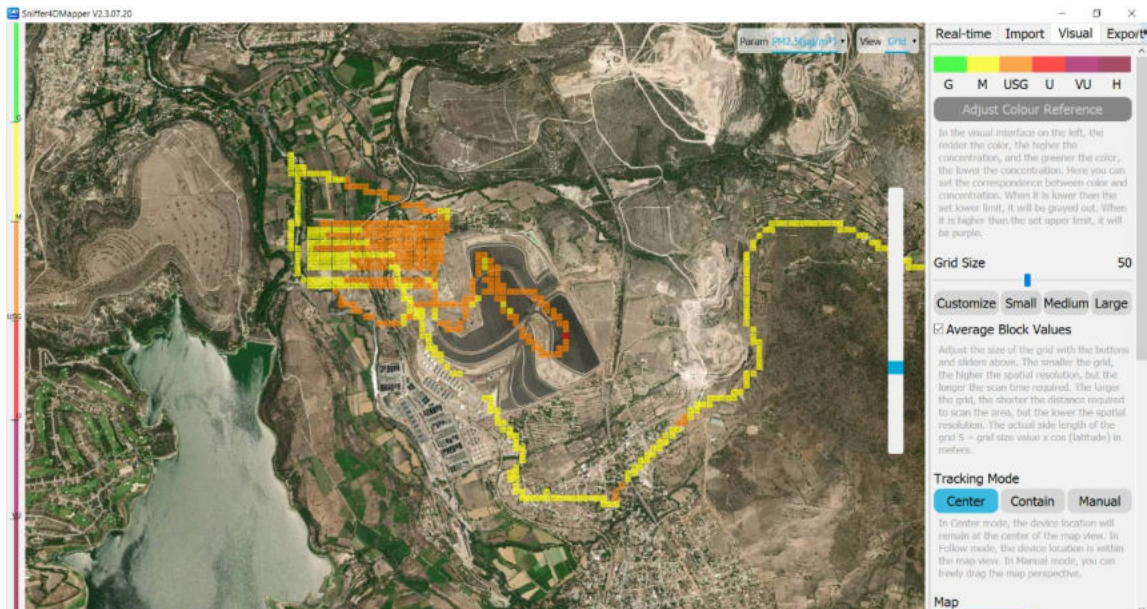 Sniffer4DMapper V2.3.07.20
Param PM2.5(μg/m³)
View Grid
Real-time Import Visual Export
G M USG U VU H
Adjust Colour Reference
In the visual interface on the left, the
redder the color, the higher the
concentration, and the greener the color,
the lower the concentration. Here you can
set the correspondence between color and
concentration. When it is lower than the
set lower limit, it will be grayed out. When
it is higher than the set upper limit, it will
be purple.
Grid Size 50
Customize Small Medium Large
Average Block Values
Adjust the size of the grid with the buttons
and sliders above. The smaller the grid,
the higher the spatial resolution, but the
longer the scan time required. The larger
the grid, the shorter the distance required
to scan the area, but the lower the spatial
resolution. The actual side length of the
grid S = grid size value x cos (latitude) in
meters.
Tracking Mode
Center Contain Manual
In Center mode, the device location will
remain at the center of the map view. In
Follow mode, the device location is within
the map view. In Manual mode, you can
freely drag the map perspective.
Map
G
M
USG
U
VU